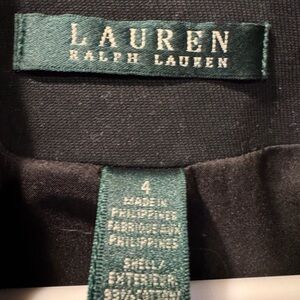 LAUREN
RALPH LAUREN
4
MADE IN
PHILIPPINES
FABRIQUE AUX
PHILIPPINES
SHELL/
EXTERIEUR